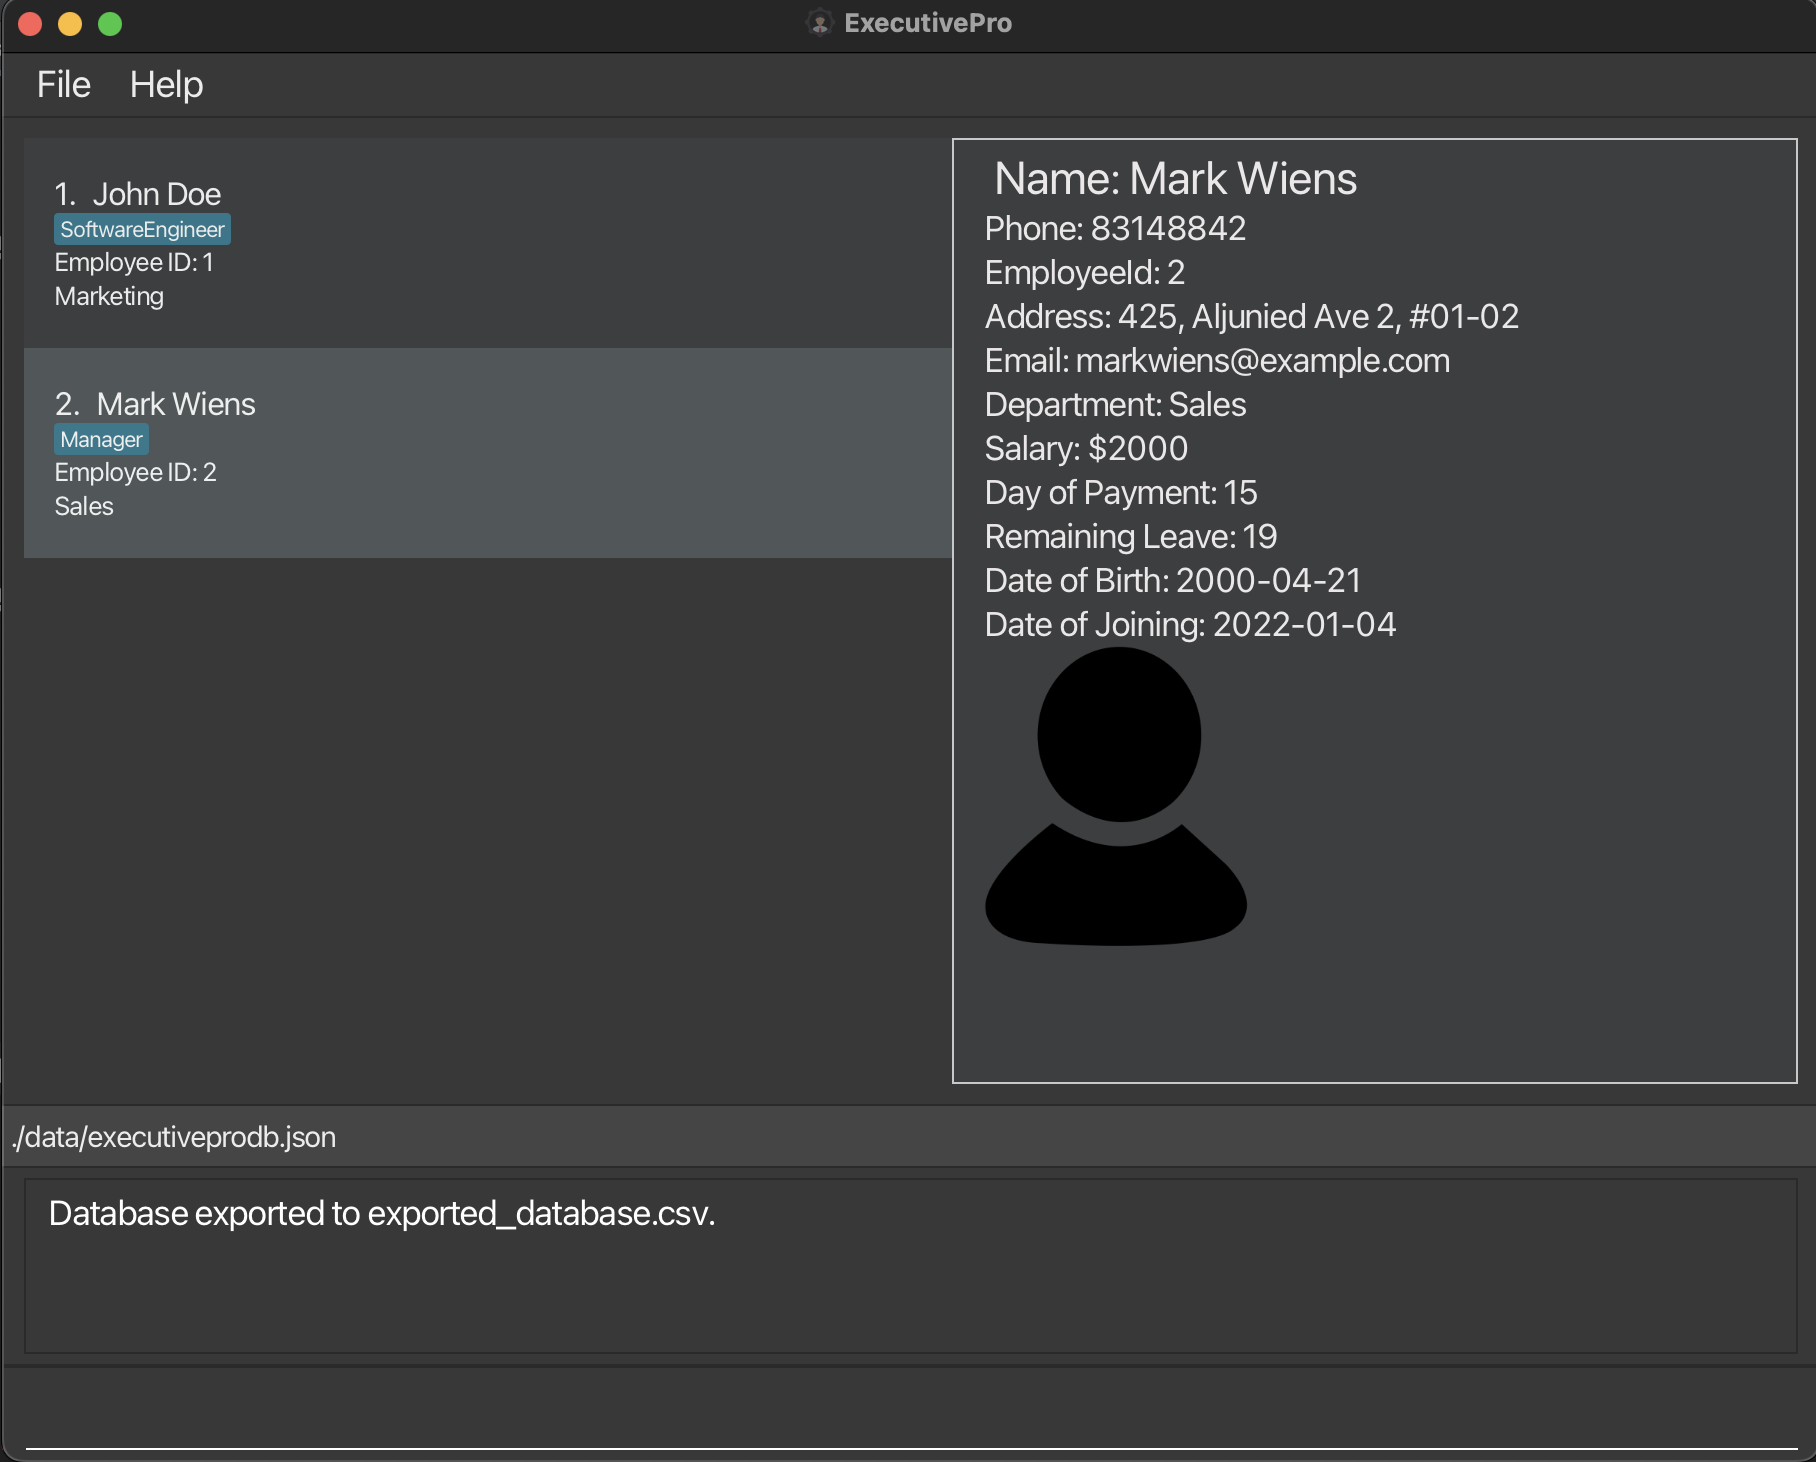 ExecutivePro
File Help
1. John Doe
SoftwareEngineer
Employee ID: 1
Marketing
2. Mark Wiens
Manager
Employee ID: 2
Sales
Name: Mark Wiens
Phone: 83148842
EmployeeId: 2
Address: 425, Aljunied Ave 2, #01-02
Email: markwiens@example.com
Department: Sales
Salary: $2000
Day of Payment: 15
Remaining Leave: 19
Date of Birth: 2000-04-21
Date of Joining: 2022-01-04
./data/executiveprodb.json
Database exported to exported_database.csv.